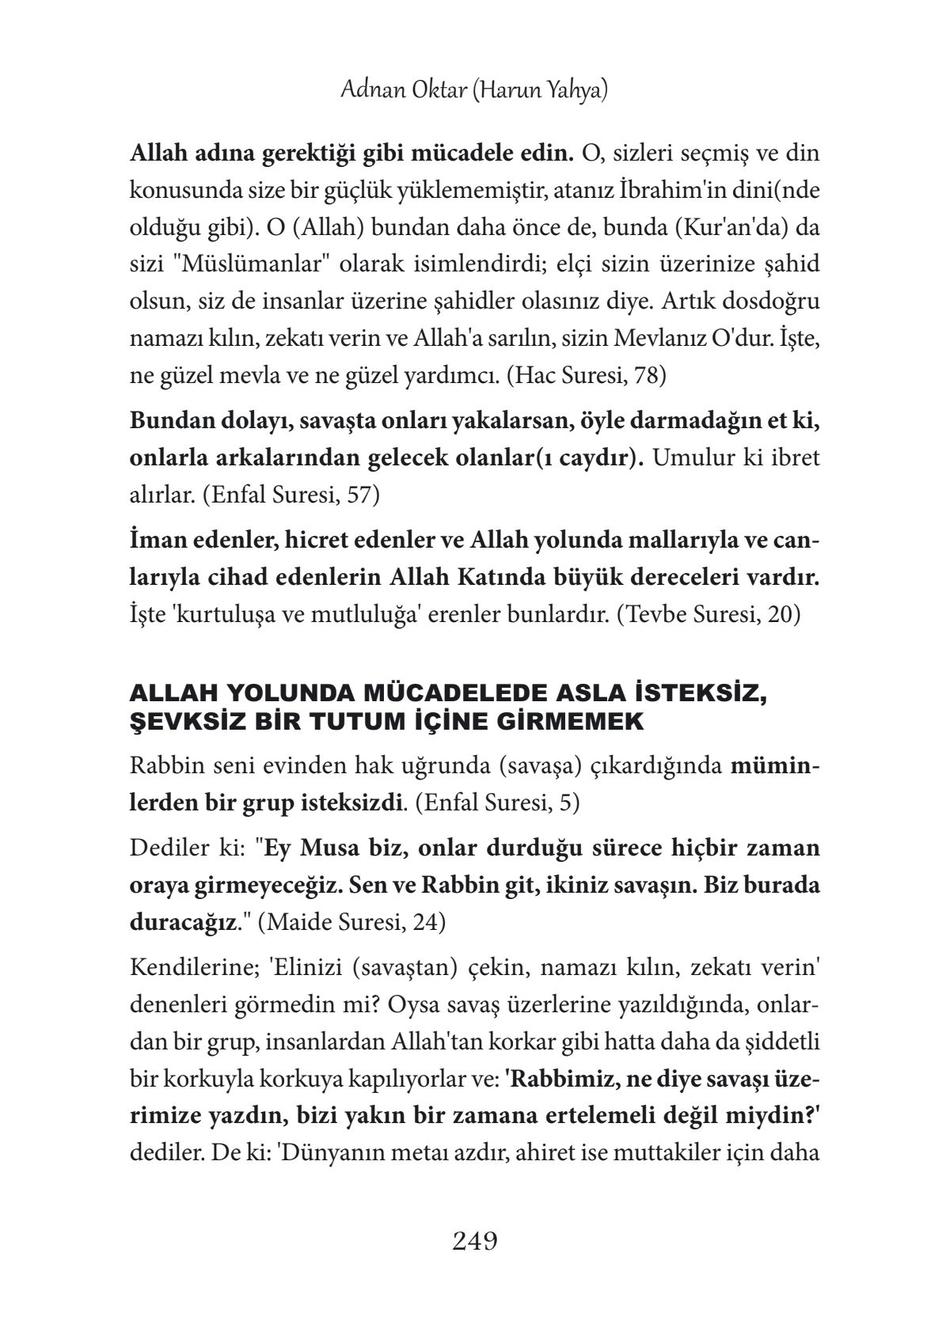 Adnan Oktar (Harun Yahya)
Allah adına gerektiği gibi mücadele edin. O, sizleri seçmiş ve din
konusunda size bir güçlük yüklememiştir, atanız İbrahim'in dini(nde
olduğu gibi). O (Allah) bundan daha önce de, bunda (Kur'an'da) da
sizi "Müslümanlar" olarak isimlendirdi; elçi sizin üzerinize şahid
olsun, siz de insanlar üzerine şahidler olasınız diye. Artık dosdoğru
namazı kılın, zekatı verin ve Allah'a sarılın, sizin Mevlanız O'dur. İşte,
ne güzel mevla ve ne güzel yardımcı. (Hac Suresi, 78)
Bundan dolayı, savaşta onları yakalarsan, öyle darmadağın et ki,
onlarla arkalarından gelecek olanlar(ı caydır). Umulur ki ibret
alırlar. (Enfal Suresi, 57)
İman edenler, hicret edenler ve Allah yolunda mallarıyla ve can-
larıyla cihad edenlerin Allah Katında büyük dereceleri vardır.
İşte 'kurtuluşa ve mutluluğa' erenler bunlardır. (Tevbe Suresi, 20)
ALLAH YOLUNDA MÜCADELEDE ASLA İSTEKSİZ,
ŞEVKSİZ BİR TUTUM İÇİNE GİRMEMEK
Rabbin seni evinden hak uğrunda (savaşa) çıkardığında mümin-
lerden bir grup isteksizdi. (Enfal Suresi, 5)
Dediler ki: "Ey Musa biz, onlar durduğu sürece hiçbir zaman
oraya girmeyeceğiz. Sen ve Rabbin git, ikiniz savaşın. Biz burada
duracağız." (Maide Suresi, 24)
Kendilerine; 'Elinizi (savaştan) çekin, namazı kılın, zekatı verin'
denenleri görmedin mi? Oysa savaş üzerlerine yazıldığında, onlar-
dan bir grup, insanlardan Allah'tan korkar gibi hatta daha da şiddetli
bir korkuyla korkuya kapılıyorlar ve: 'Rabbimiz, ne diye savaşı üze-
rimize yazdın, bizi yakın bir zamana ertelemeli değil miydin?'
dediler. De ki: 'Dünyanın metaı azdır, ahiret ise muttakiler için daha
249